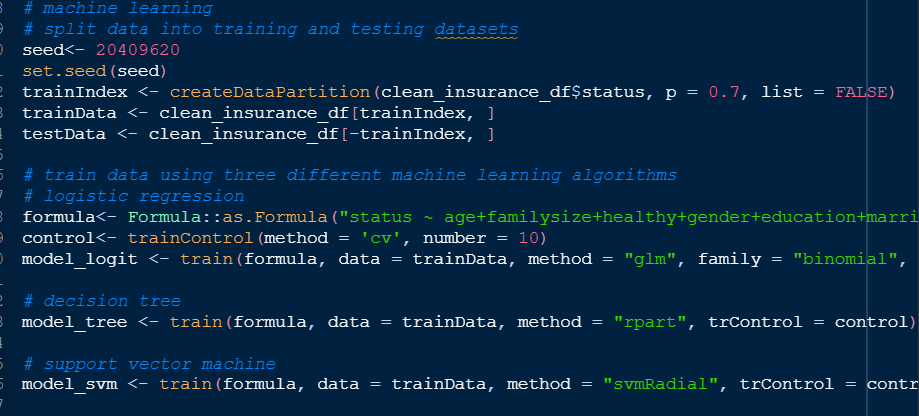 # machine learning
# split data into training and testing datasets
seed<- 20409620
set.seed(seed)
trainIndex <- createDataPartition(clean_insurance_df$status, p = 0.7, list = FALSE)
trainData <- clean_insurance_df[trainIndex, ]
testData <- clean_insurance_df[-trainIndex, ]
# train data using three different machine learning algorithms
# logistic regression
formula<- Formula::as.Formula("status ~ age+familysize+healthy+gender+education+marri
control<- trainControl(method = 'cv', number = 10)
model_logit <- train(formula, data = trainData, method = "glm", family = "binomial",
# decision tree
model_tree <- train(formula, data = trainData, method = "rpart", trControl = control)
# support vector machine
model_svm <- train(formula, data = trainData, method = "svmRadial", trControl = contr